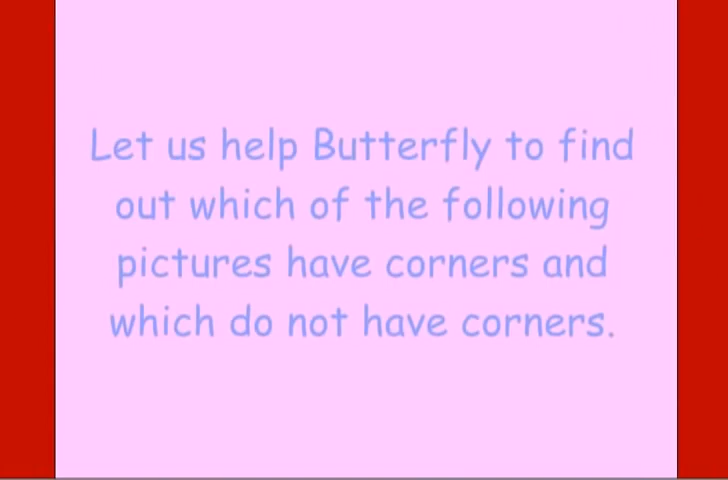 Let us help Butterfly to find
out which of the following
pictures have corners and
which do not have corners.